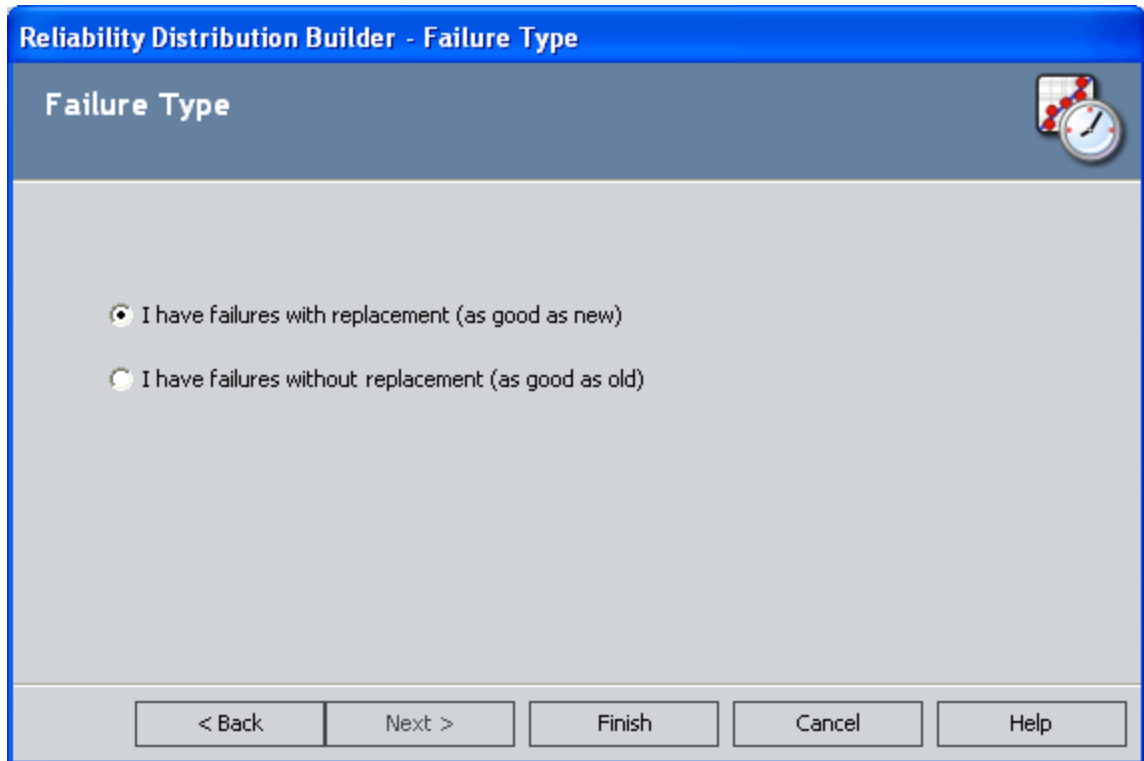 Reliability Distribution Builder - Failure Type
Failure Type
I have failures with replacement (as good as new)
I have failures without replacement (as good as old)
< Back Next > Finish Cancel Help